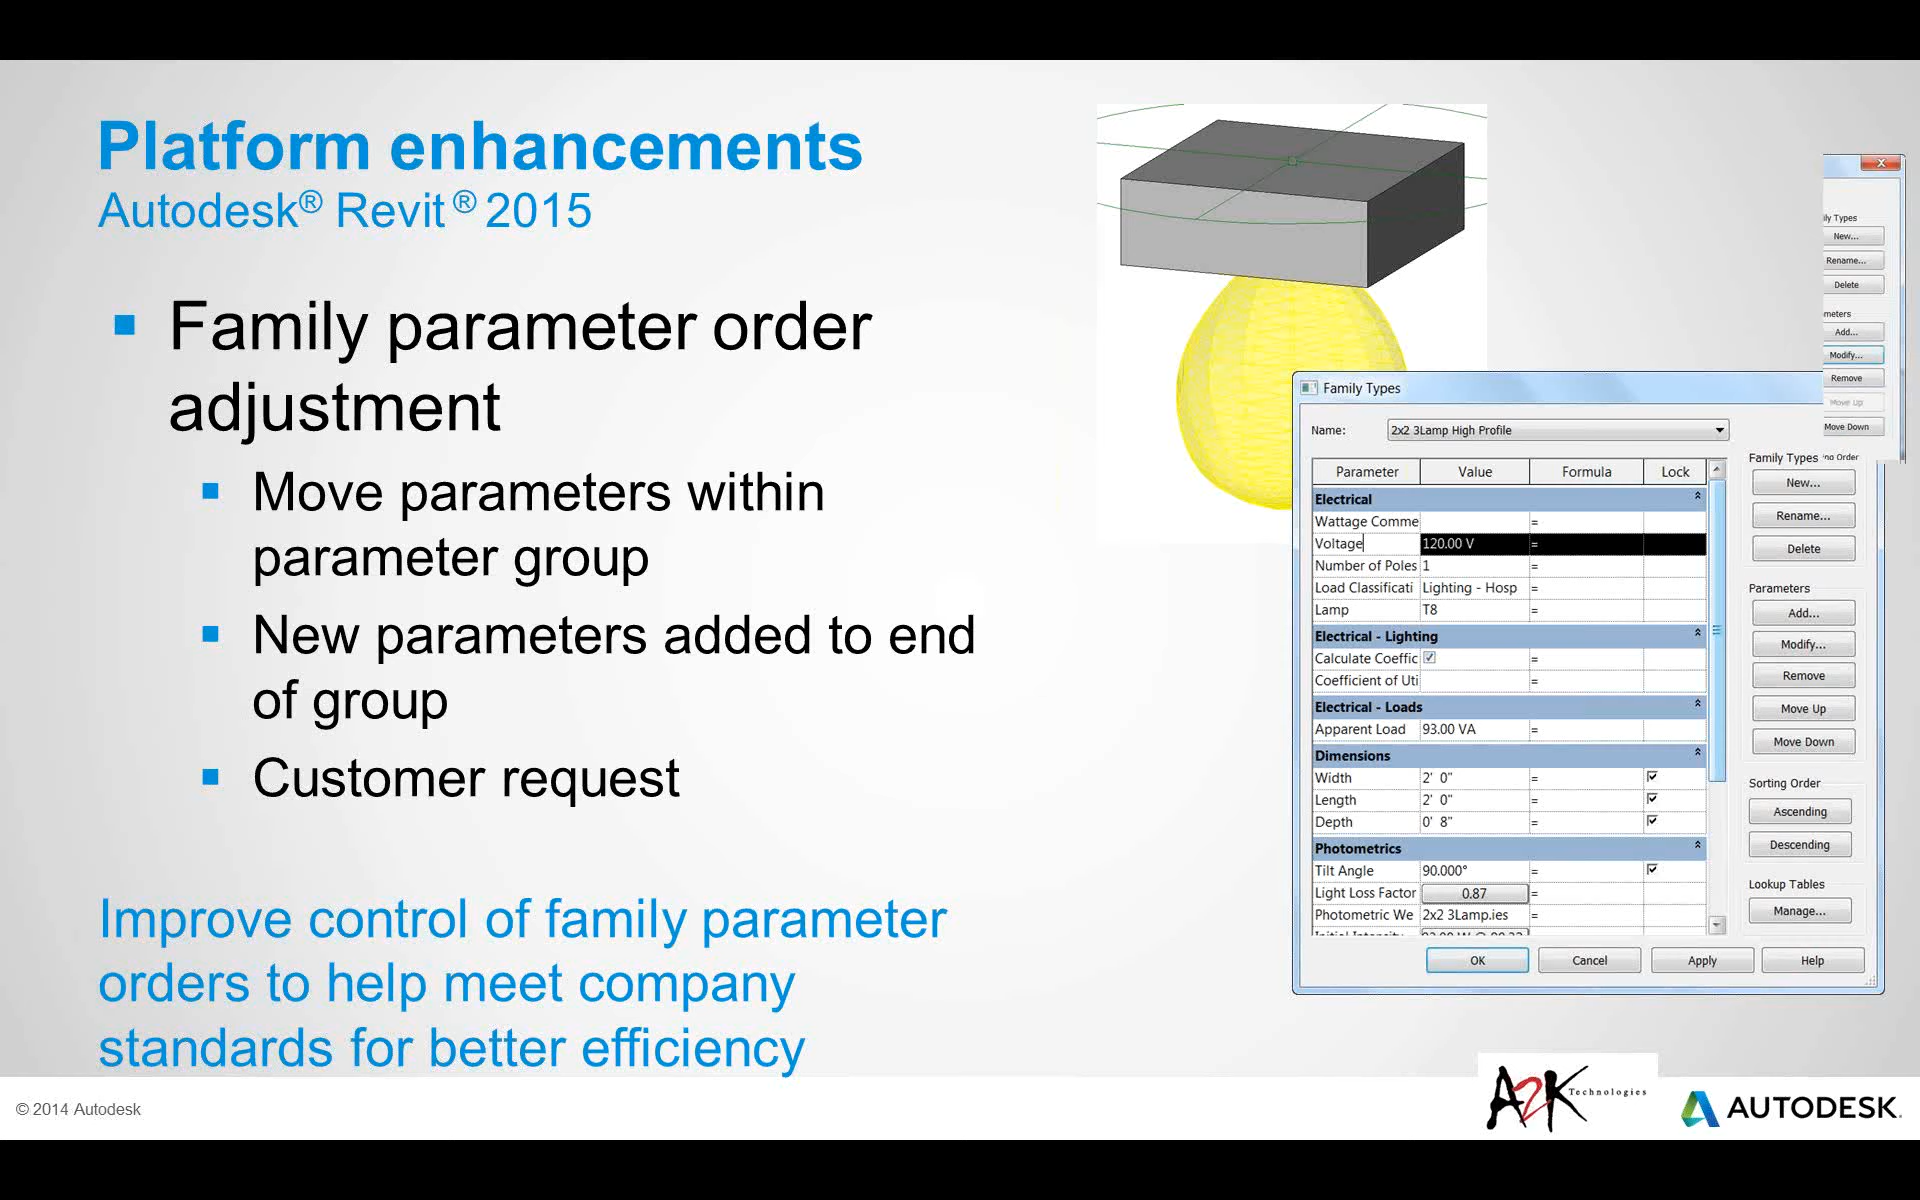 Platform enhancements
Autodesk® Revit® 2015
Family parameter order
adjustment
Move parameters within
parameter group
New parameters added to end
of group
Customer request
Improve control of family parameter
orders to help meet company
standards for better efficiency
ily Types
New...
Rename...
Delete
meters
Add...
Modify...
Remove
Move Up
Move Down
Order
Family Types
Name: 2x2 3Lamp High Profile
Parameter Value Formula Lock
Electrical
Wattage Comme =
Voltage 120.00 V =
Number of Poles 1 =
Load Classificati Lighting - Hosp =
Lamp T8 =
Electrical - Lighting
Calculate Coeffic =
Coefficient of Uti =
Electrical - Loads
Apparent Load 93.00 VA =
Dimensions
Width 2' 0" =
Length 2' 0" =
Depth 0' 8" =
Photometrics
Tilt Angle 90.000° =
Light Loss Factor 0.87 =
Photometric We 2x2 3Lamp.ies =
Family Types
New...
Rename...
Delete
Parameters
Add...
Modify...
Remove
Move Up
Move Down
Sorting Order
Ascending
Descending
Lookup Tables
Manage...
OK Cancel Apply Help
© 2014 Autodesk
A2K Technologies
AUTODESK.